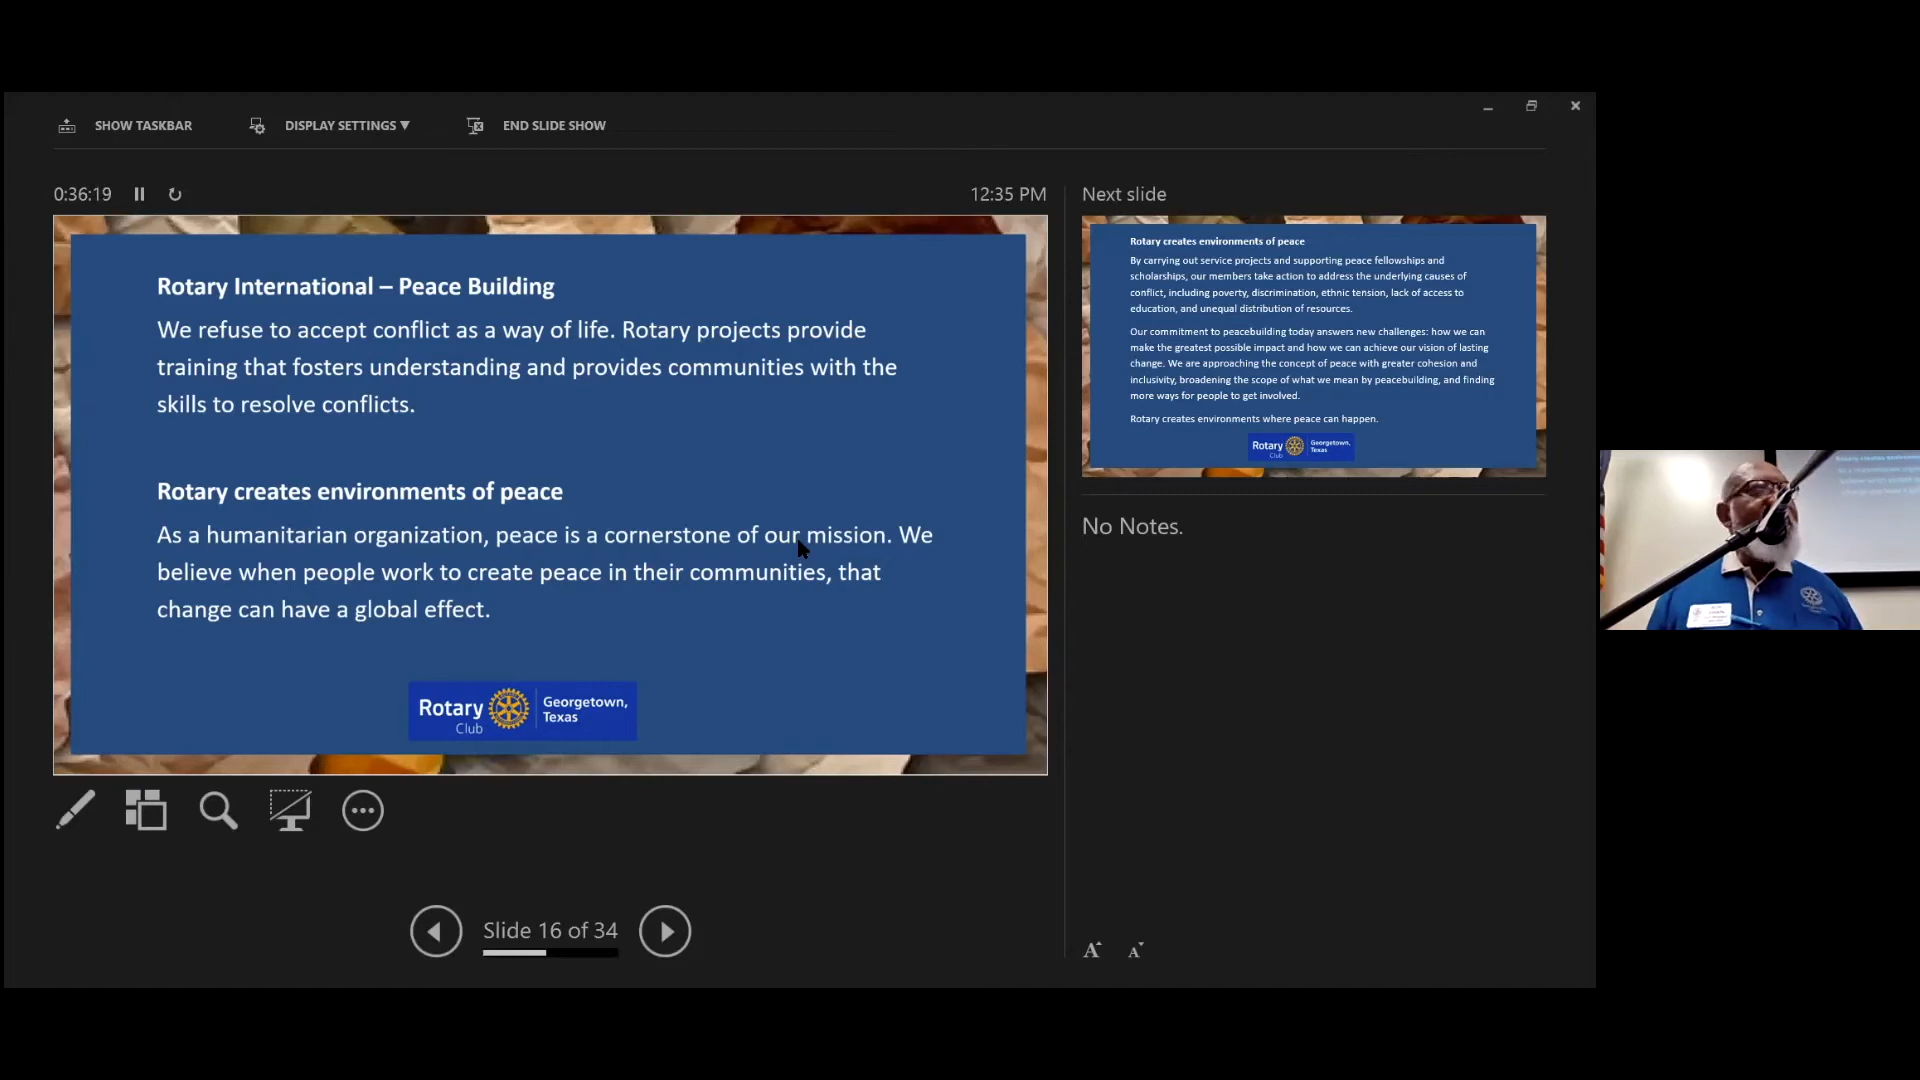 SHOW TASKBAR
DISPLAY SETTINGS ▼
END SLIDE SHOW
0:36:19
12:35 PM
Rotary International – Peace Building
We refuse to accept conflict as a way of life. Rotary projects provide
training that fosters understanding and provides communities with the
skills to resolve conflicts.
Rotary creates environments of peace
As a humanitarian organization, peace is a cornerstone of our mission. We
believe when people work to create peace in their communities, that
change can have a global effect.
Rotary
Club
Georgetown,
Texas
Slide 16 of 34
Next slide
Rotary creates environments of peace
By carrying out service projects and supporting peace fellowships and
scholarships, our members take action to address the underlying causes of
conflict, including poverty, discrimination, ethnic tension, lack of access to
education, and unequal distribution of resources.
Our commitment to peacebuilding today answers new challenges: how we can
make the greatest possible impact and how we can achieve our vision of lasting
change. We are approaching the concept of peace with greater cohesion and
inclusivity, broadening the scope of what we mean by peacebuilding, and finding
more ways for people to get involved.
Rotary creates environments where peace can happen.
Rotary
Club
Georgetown,
Texas
No Notes.
A A